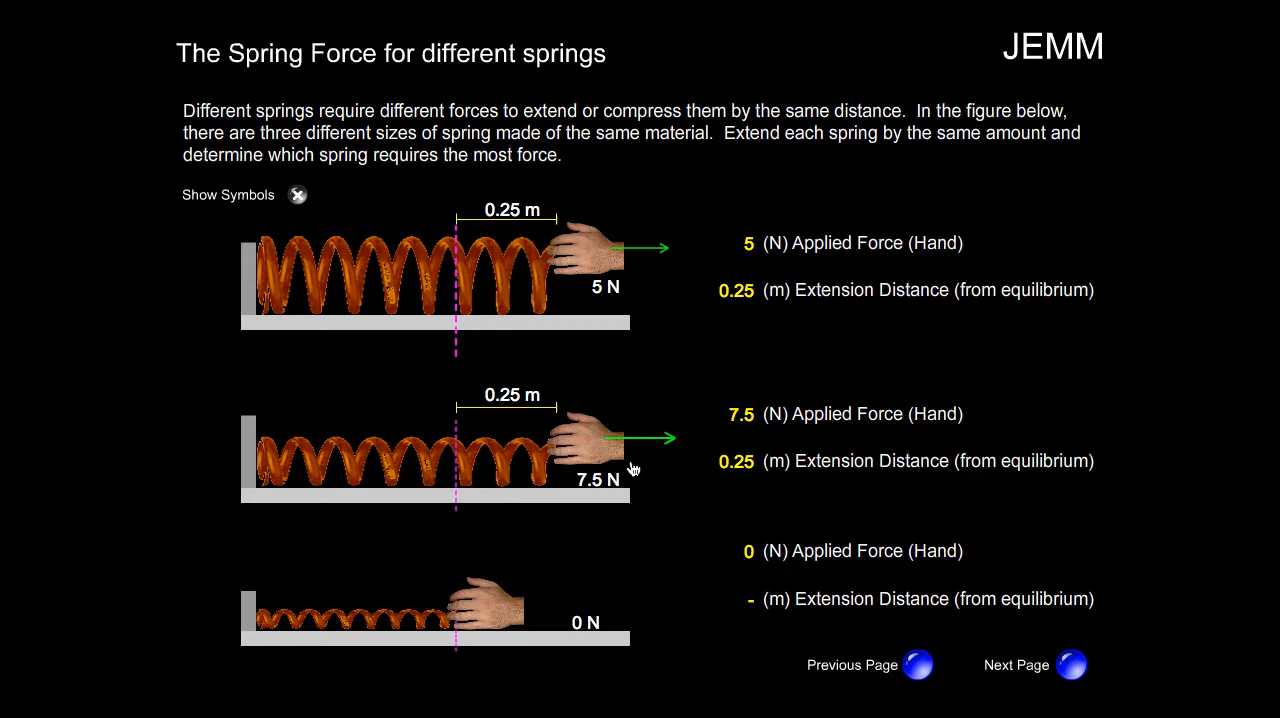 The Spring Force for different springs
JEMM
Different springs require different forces to extend or compress them by the same distance.  In the figure below,
there are three different sizes of spring made of the same material.  Extend each spring by the same amount and
determine which spring requires the most force.
Show Symbols
0.25 m
5 N
5 (N) Applied Force (Hand)
0.25 (m) Extension Distance (from equilibrium)
0.25 m
7.5 N
7.5 (N) Applied Force (Hand)
0.25 (m) Extension Distance (from equilibrium)
0 N
0 (N) Applied Force (Hand)
- (m) Extension Distance (from equilibrium)
Previous Page
Next Page